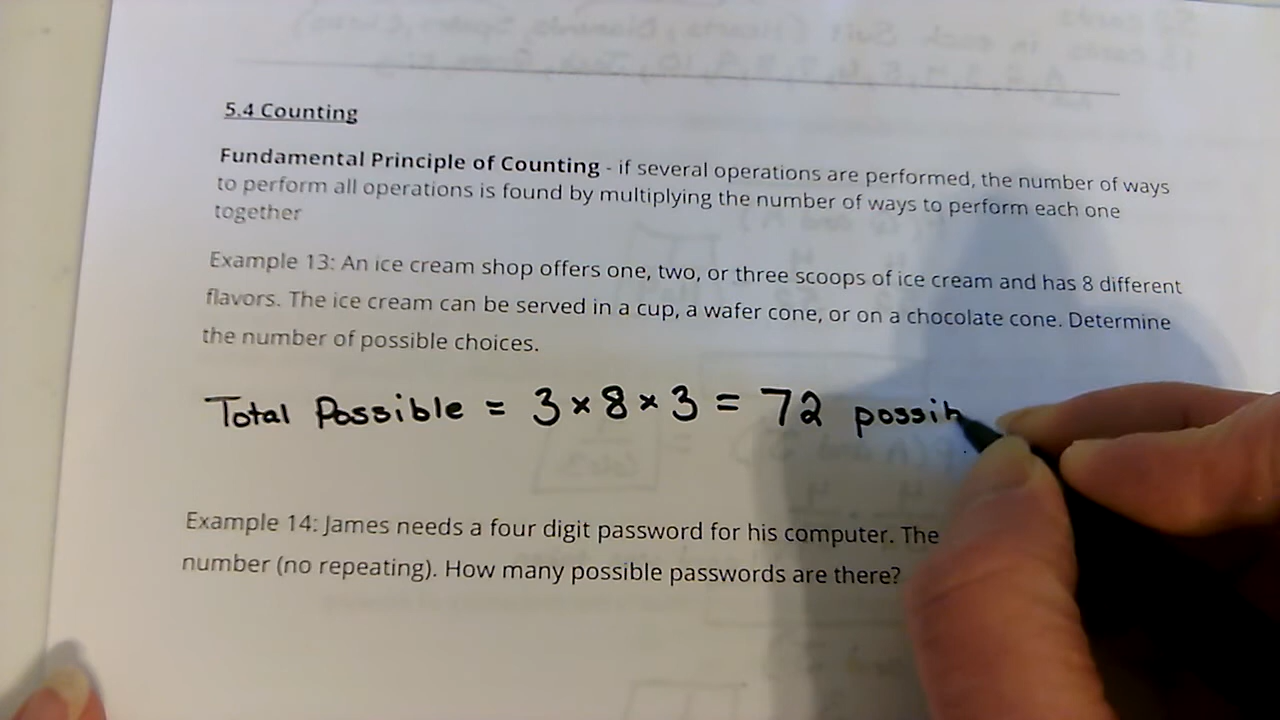 5.4 Counting
Fundamental Principle of Counting - if several operations are performed, the number of ways
to perform all operations is found by multiplying the number of ways to perform each one
together
Example 13: An ice cream shop offers one, two, or three scoops of ice cream and has 8 different
flavors. The ice cream can be served in a cup, a wafer cone, or on a chocolate cone. Determine
the number of possible choices.
Total Possible = 3 × 8 × 3 = 72 possi
Example 14: James needs a four digit password for his computer. The
number (no repeating). How many possible passwords are there?